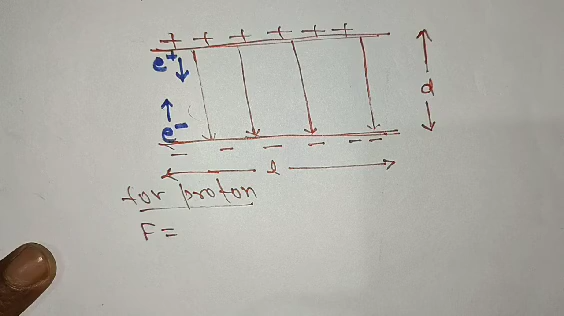 + + + + + +
e+
d
e-
- - - - - -
l
for proton
F=